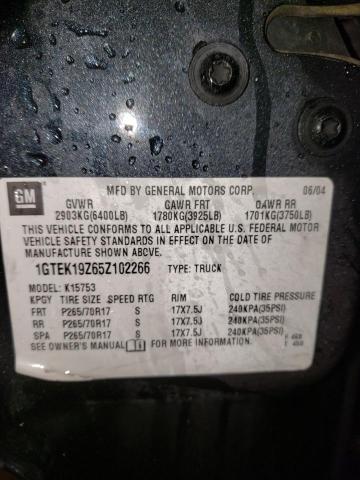 GM
MFD BY GENERAL MOTORS CORP. 06/04
GVWR GAWR FRT GAWR RR
2903KG(6400LB) 1780KG(3925LB) 1701KG(3750LB)
THIS VEHICLE CONFORMS TO ALL APPLICABLE U.S. FEDERAL MOTOR
VEHICLE SAFETY STANDARDS IN EFFECT ON THE DATE OF
MANUFACTURE SHOWN ABOVE.
1GTEK19Z65Z102266 TYPE: TRUCK
MODEL: K15753
KPGY TIRE SIZE SPEED RTG RIM COLD TIRE PRESSURE
FRT P265/70R17 S 17X7.5J 240KPA(35PSI)
RR P265/70R17 S 17X7.5J 240KPA(35PSI)
SPA P265/70R17 S 17X7.5J 240KPA(35PSI)
SEE OWNER'S MANUAL FOR MORE INFORMATION.